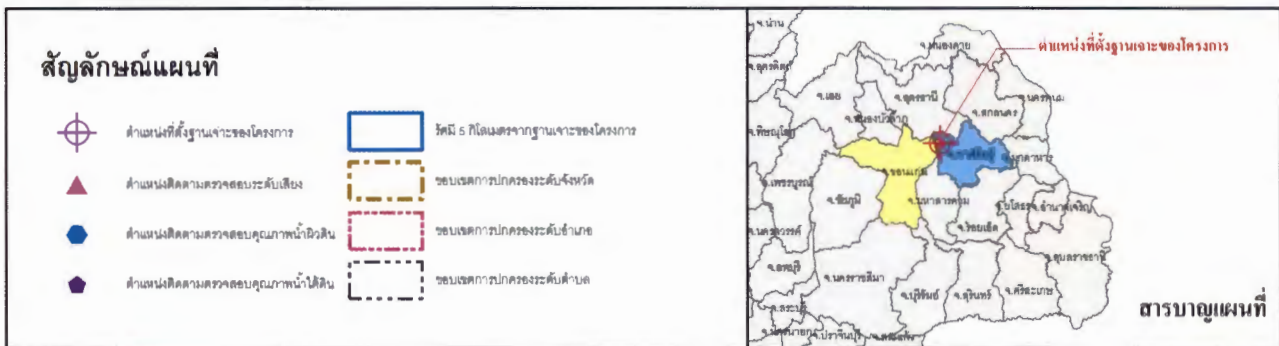 สัญลักษณ์แผนที่
ตำแหน่งที่ตั้งฐานเจาะของโครงการ
ตำแหน่งติดตามตรวจสอบระดับเสียง
ตำแหน่งติดตามตรวจสอบคุณภาพน้ำผิวดิน
ตำแหน่งติดตามตรวจสอบคุณภาพน้ำใต้ดิน
รัศมี 5 กิโลเมตรจากฐานเจาะของโครงการ
ขอบเขตการปกครองระดับจังหวัด
ขอบเขตการปกครองระดับอำเภอ
ขอบเขตการปกครองระดับตำบล
จ.น่าน
จ.หนองคาย
ตำแหน่งที่ตั้งฐานเจาะของโครงการ
จ.อุตรดิตถ์
จ.เลย
จ.อุดรธานี
จ.นครพนม
จ.สกลนคร
จ.หนองบัวลำภู
จ.พิษณุโลก
จ.กาฬสินธุ์
จ.มุกดาหาร
จ.ขอนแก่น
จ.เพชรบูรณ์
จ.ชัยภูมิ
จ.มหาสารคาม
จ.ยโสธร
จ.อำนาจเจริญ
จ.ร้อยเอ็ด
จ.นครสวรรค์
จ.อุบลราชธานี
จ.ลพบุรี
จ.นครราชสีมา
จ.บุรีรัมย์
จ.สุรินทร์
จ.ศรีสะเกษ
จ.สระบุรี
จ.นครนายก
จ.ปราจีนบุรี
จ.สระแก้ว
สารบาญแผนที่